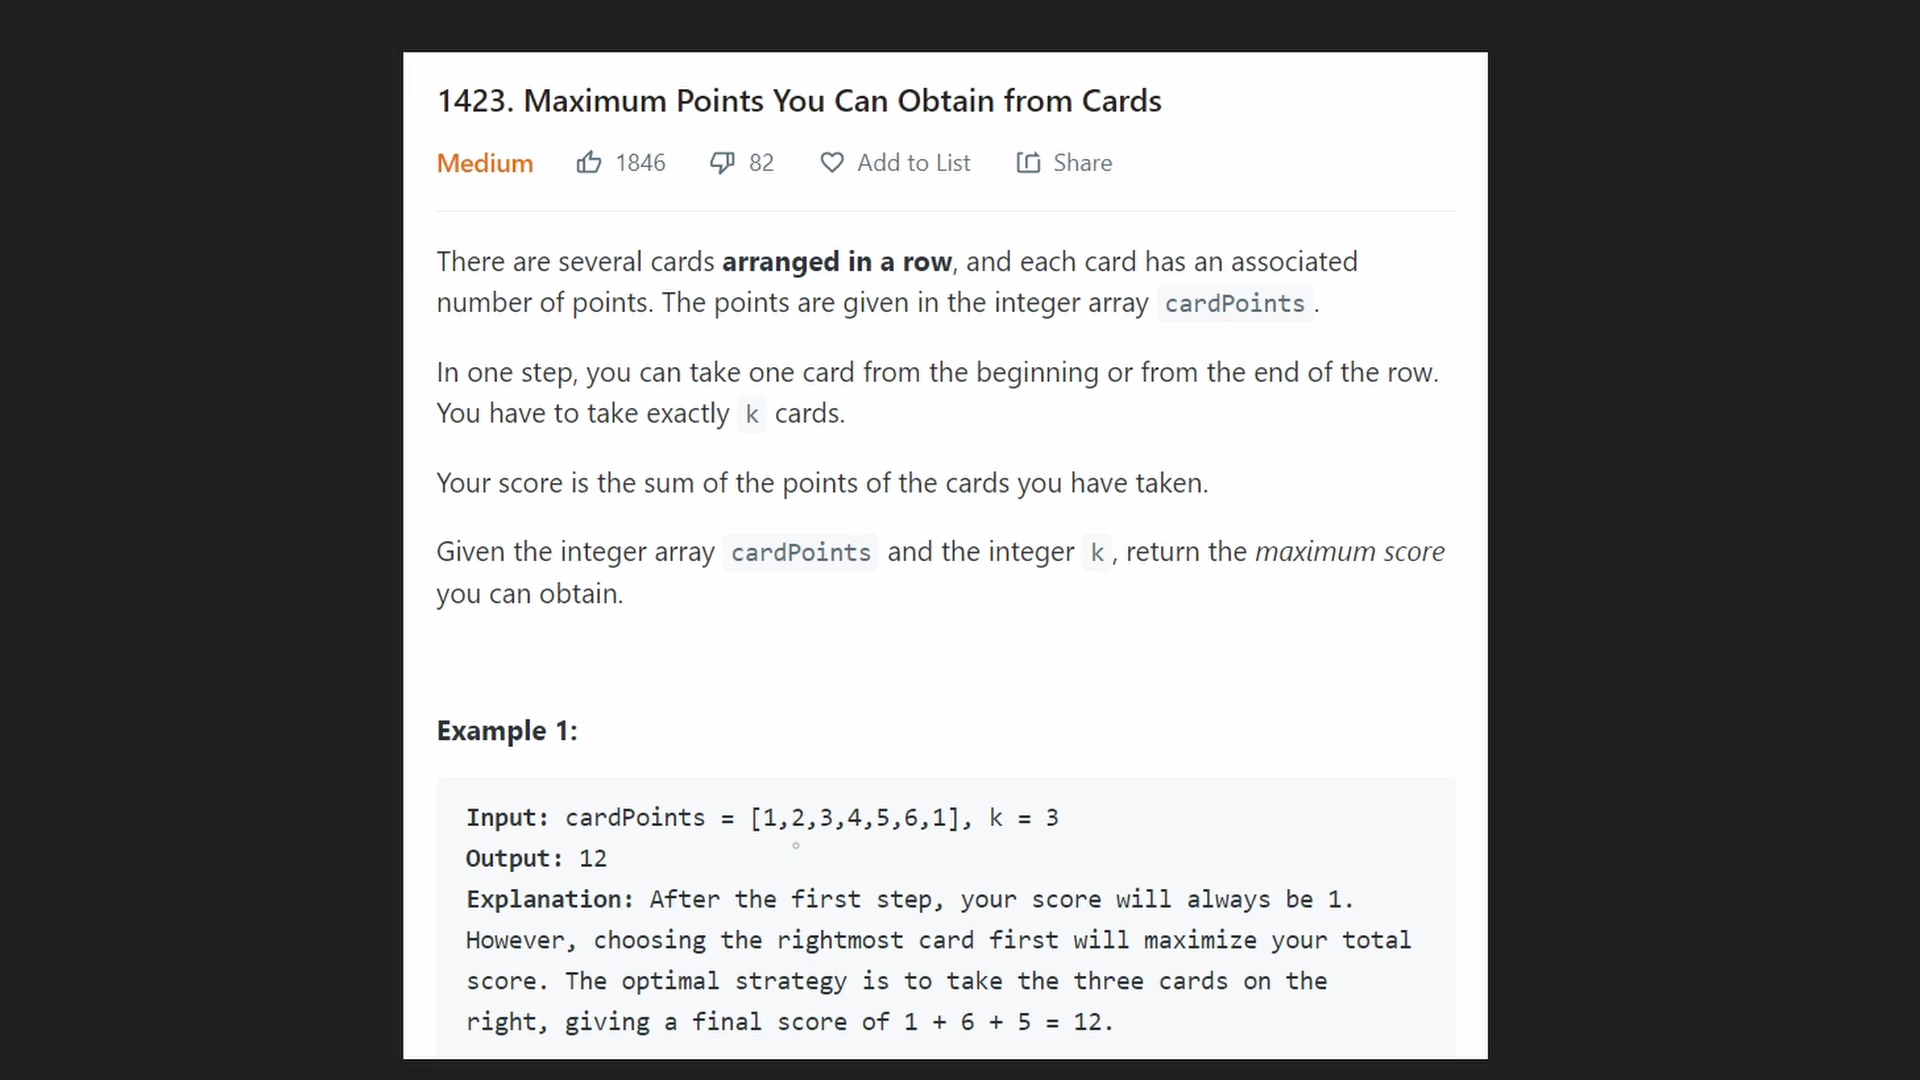 1423. Maximum Points You Can Obtain from Cards
Medium 1846 82 Add to List Share
There are several cards arranged in a row, and each card has an associated
number of points. The points are given in the integer array cardPoints.
In one step, you can take one card from the beginning or from the end of the row.
You have to take exactly k cards.
Your score is the sum of the points of the cards you have taken.
Given the integer array cardPoints and the integer k, return the maximum score
you can obtain.
Example 1:
Input: cardPoints = [1,2,3,4,5,6,1], k = 3
Output: 12
Explanation: After the first step, your score will always be 1.
However, choosing the rightmost card first will maximize your total
score. The optimal strategy is to take the three cards on the
right, giving a final score of 1 + 6 + 5 = 12.